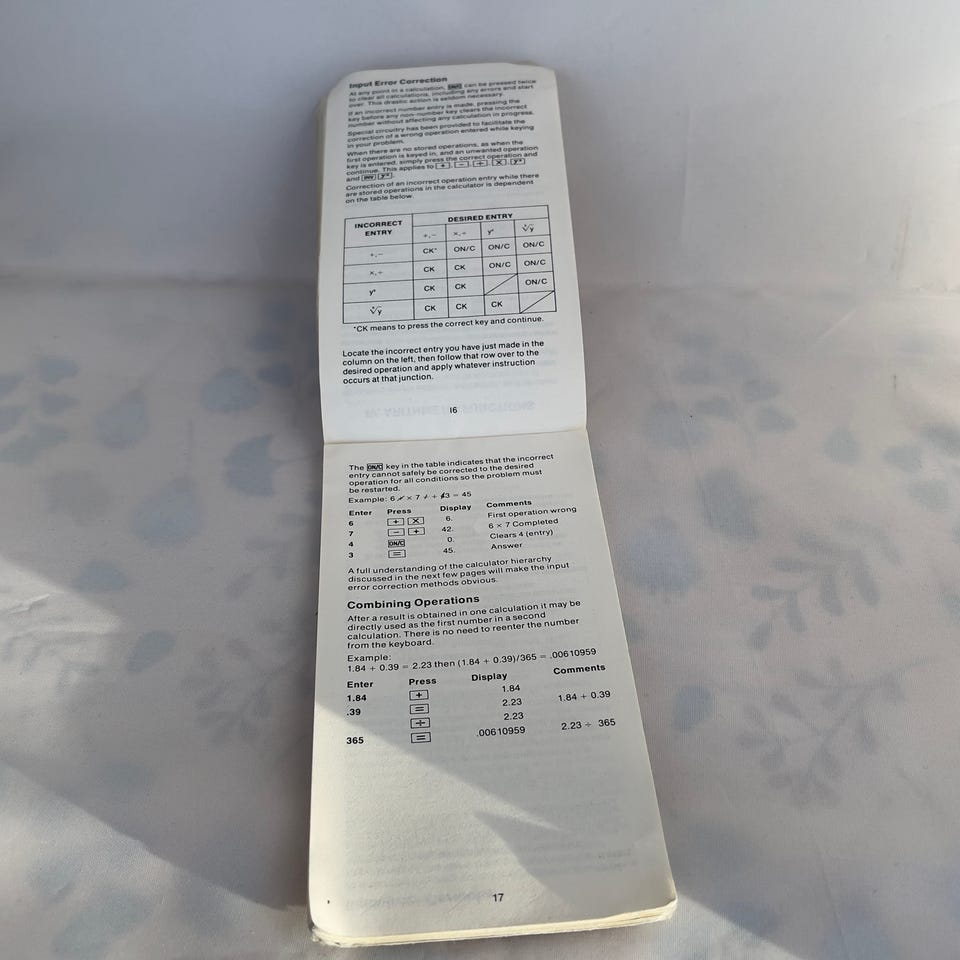 Input Error Correction
At any point in a calculation, ON/C can be pressed twice
to clear all calculations, including any errors and start
over. This drastic action is seldom necessary.
If an incorrect number entry is made, pressing the
key before any non-number key clears the incorrect
number without affecting any calculation in progress.
Special circuitry has been provided to facilitate the
correction of a wrong operation entered while keying
in your problem.
When there are no stored operations, as when the
first operation is keyed in, and an unwanted operation
key is entered, simply press the correct operation and
continue. This applies to + , − , ÷ , × , yˣ
and INV yˣ.
Correction of an incorrect operation entry while there
are stored operations in the calculator is dependent
on the table below.
INCORRECT ENTRY DESIRED ENTRY
+,− ×,÷ yˣ ˣ√y
+,− CK* ON/C ON/C ON/C
×,÷ CK CK ON/C ON/C
yˣ CK CK ON/C
ˣ√y CK CK CK
*CK means to press the correct key and continue.
Locate the incorrect entry you have just made in the
column on the left, then follow that row over to the
desired operation and apply whatever instruction
occurs at that junction.
16
The ON/C key in the table indicates that the incorrect
entry cannot safely be corrected to the desired
operation for all conditions so the problem must
be restarted.
Example: 6 + × 7 − + 43 = 45
Enter Press Display Comments
6 + × 6. First operation wrong
7 − + 42. 6 × 7 Completed
4 ON/C 0. Clears 4 (entry)
3 = 45. Answer
A full understanding of the calculator hierarchy
discussed in the next few pages will make the input
error correction methods obvious.
Combining Operations
After a result is obtained in one calculation it may be
directly used as the first number in a second
calculation. There is no need to reenter the number
from the keyboard.
Example:
1.84 + 0.39 = 2.23 then (1.84 + 0.39)/365 = .00610959
Enter Press Display Comments
1.84 + 1.84
.39 = 2.23 1.84 + 0.39
÷ 2.23
365 = .00610959 2.23 ÷ 365
17